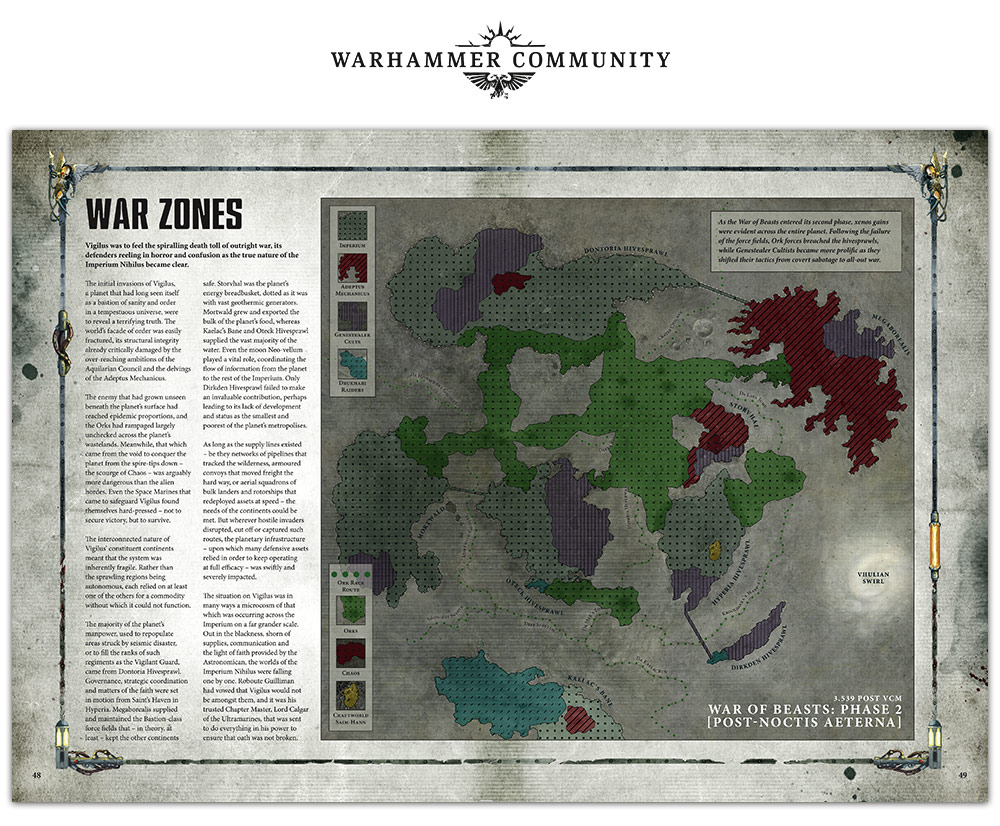 WARHAMMER COMMUNITY
WAR ZONES
Vigilus was to feel the spiralling death toll of outright war, its
defenders reeling in horror and confusion as the true nature of the
Imperium Nihilus became clear.
The initial invasions of Vigilus,
a planet that had long seen itself
as a bastion of sanity and order
in a tempestuous universe, were
to reveal a terrifying truth. The
world's facade of order was easily
fractured, its structural integrity
already critically damaged by the
over-reaching ambitions of the
Aquilarian Council and the delvings
of the Adeptus Mechanicus.
The enemy that had grown unseen
beneath the planet's surface had
reached epidemic proportions, and
the Orks had rampaged largely
unchecked across the planet's
wastelands. Meanwhile, that which
came from the void to conquer the
planet from the spire-tips down –
the scourge of Chaos – was arguably
more dangerous than the alien
hordes. Even the Space Marines that
came to safeguard Vigilus found
themselves hard-pressed – not to
secure victory, but to survive.
The interconnected nature of
Vigilus' constituent continents
meant that the system was
inherently fragile. Rather than
the sprawling regions being
autonomous, each relied on at least
one of the others for a commodity
without which it could not function.
The majority of the planet's
manpower, used to repopulate
areas struck by seismic disaster,
or to fill the ranks of such
regiments as the Vigilant Guard,
came from Dontoria Hivesprawl.
Governance, strategic coordination
and matters of the faith were set
in motion from Saint's Haven in
Hyperia. Megaborealis supplied
and maintained the Bastion-class
force fields that – in theory, at
least – kept the other continents
safe. Storvhal was the planet's
energy breadbasket, dotted as it was
with vast geothermic generators.
Mortwald grew and exported the
bulk of the planet's food, whereas
Kaelac's Bane and Oteck Hivesprawl
supplied the vast majority of the
water. Even the moon Neo-vellum
played a vital role, coordinating the
flow of information from the planet
to the rest of the Imperium. Only
Dirkden Hivesprawl failed to make
an invaluable contribution, perhaps
leading to its lack of development
and status as the smallest and
poorest of the planet's metropolises.
As long as the supply lines existed
– be they networks of pipelines that
tracked the wilderness, armoured
convoys that moved freight the
hard way, or aerial squadrons of
bulk landers and rotorships that
redeployed assets at speed – the
needs of the continents could be
met. But wherever hostile invaders
disrupted, cut off or captured such
routes, the planetary infrastructure
– upon which many defensive assets
relied in order to keep operating
at full efficacy – was swiftly and
severely impacted.
The situation on Vigilus was in
many ways a microcosm of that
which was occurring across the
Imperium on a far grander scale.
Out in the blackness, shorn of
supplies, communication and
the light of faith provided by the
Astronomican, the worlds of the
Imperium Nihilus were falling
one by one. Roboute Guilliman
had vowed that Vigilus would not
be amongst them, and it was his
trusted Chapter Master, Lord Calgar
of the Ultramarines, that was sent
to do everything in his power to
ensure that oath was not broken.
IMPERIUM
ADEPTUS
MECHANICUS
GENESTEALER
CULTS
DRUKHARI
RAIDERS
As the War of Beasts entered its second phase, xenos gains
were evident across the entire planet. Following the failure
of the force fields, Ork forces breached the hivesprawls,
while Genestealer Cultists became more prolific as they
shifted their tactics from covert sabotage to all-out war.
DONTORIA HIVESPRAWL
MEGABOREALIS
STORVHAL
MORTWALD
OTECK HIVESPRAWL
HYPERIA HIVESPRAWL
DIRKDEN HIVESPRAWL
KAELAC'S BANE
VHULIAN
SWIRL
ORK RACE
ROUTE
ORKS
CHAOS
CRAFTWORLD
SAIM-HANN
3.539 POST VCM
WAR OF BEASTS: PHASE 2
[POST-NOCTIS AETERNA]
48
49